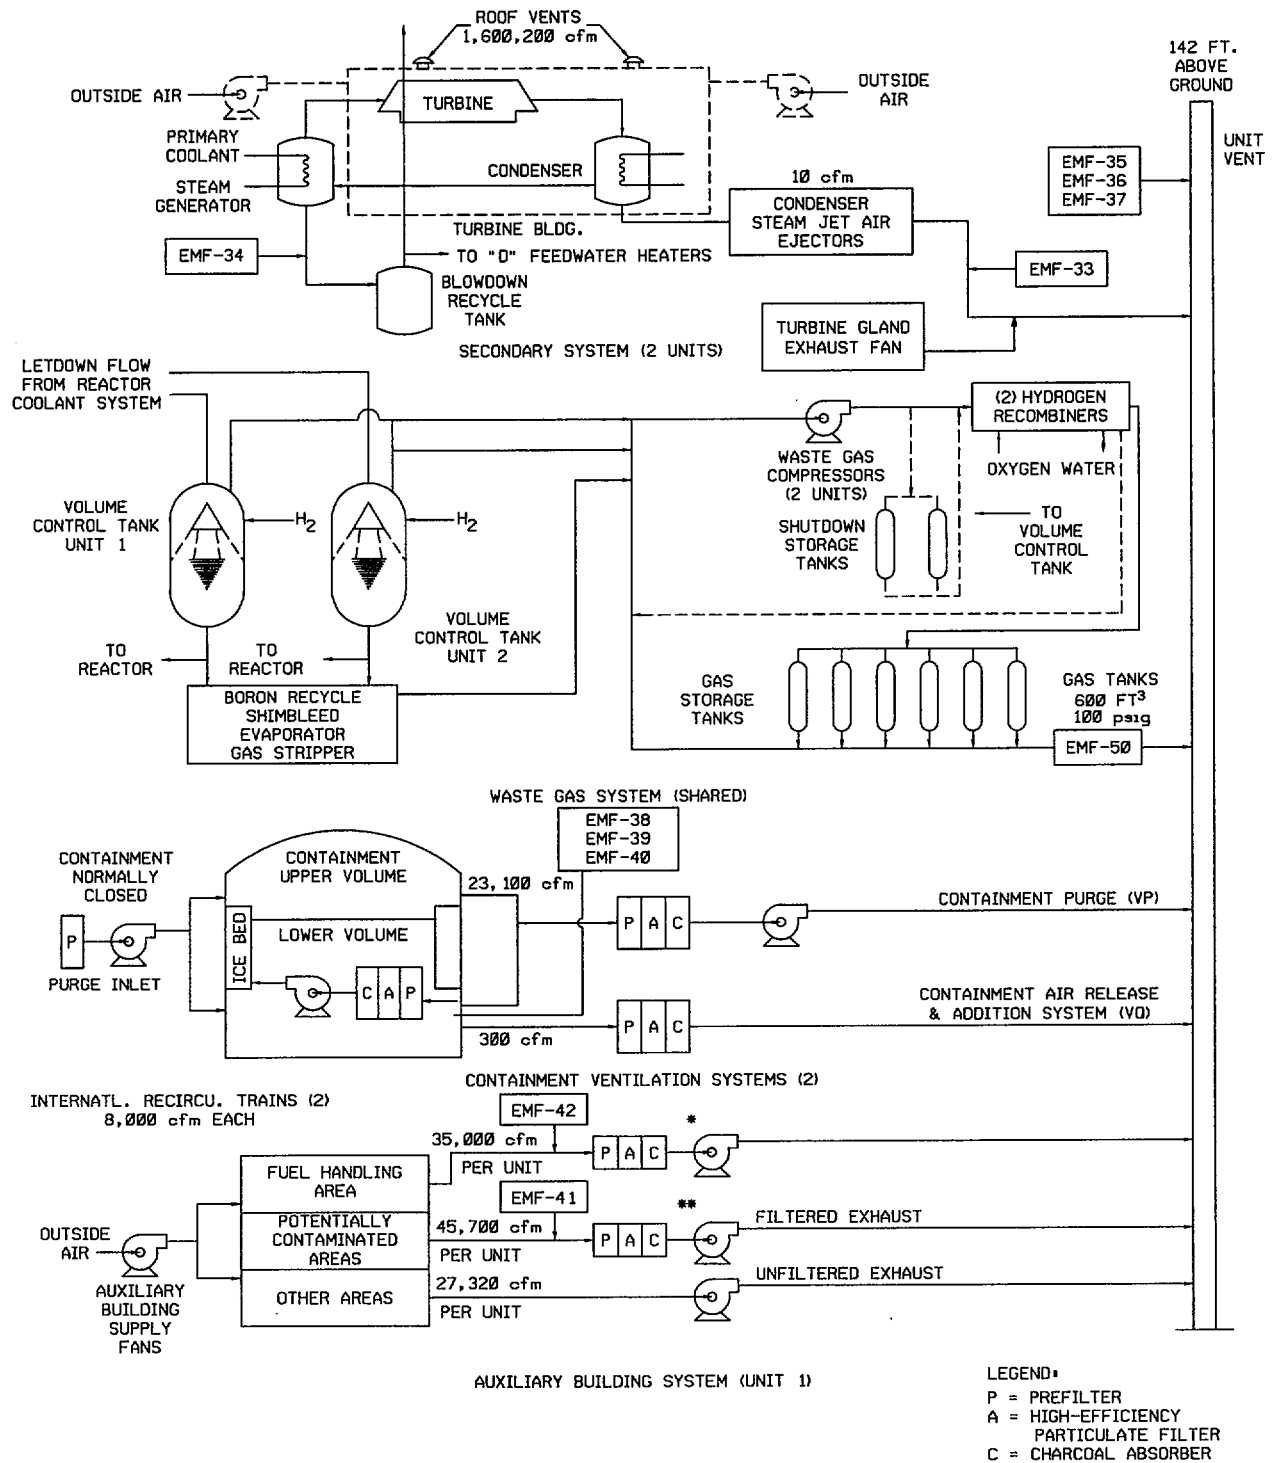 ROOF VENTS
1,600,200 cfm
142 FT.
ABOVE
GROUND
OUTSIDE AIR
TURBINE
OUTSIDE
AIR
UNIT
VENT
PRIMARY
COOLANT
STEAM
GENERATOR
CONDENSER
EMF-35
EMF-36
EMF-37
10 cfm
CONDENSER
STEAM JET AIR
EJECTORS
TURBINE BLDG.
EMF-34
TO "D" FEEDWATER HEATERS
EMF-33
BLOWDOWN
RECYCLE
TANK
TURBINE GLAND
EXHAUST FAN
SECONDARY SYSTEM (2 UNITS)
LETDOWN FLOW
FROM REACTOR
COOLANT SYSTEM
(2) HYDROGEN
RECOMBINERS
WASTE GAS
COMPRESSORS
(2 UNITS)
OXYGEN WATER
VOLUME
CONTROL TANK
UNIT 1
H2
H2
SHUTDOWN
STORAGE
TANKS
TO
VOLUME
CONTROL
TANK
VOLUME
CONTROL TANK
UNIT 2
TO
REACTOR
TO
REACTOR
BORON RECYCLE
SHIMBLEED
EVAPORATOR
GAS STRIPPER
GAS
STORAGE
TANKS
GAS TANKS
600 FT3
100 psig
EMF-50
WASTE GAS SYSTEM (SHARED)
EMF-38
EMF-39
EMF-40
CONTAINMENT
NORMALLY
CLOSED
CONTAINMENT
UPPER VOLUME
23,100 cfm
P A C
CONTAINMENT PURGE (VP)
P
ICE BED
LOWER VOLUME
C A P
PURGE INLET
CONTAINMENT AIR RELEASE
& ADDITION SYSTEM (VQ)
300 cfm
P A C
CONTAINMENT VENTILATION SYSTEMS (2)
INTERNATL. RECIRCU. TRAINS (2)
8,000 cfm EACH
EMF-42
35,000 cfm
PER UNIT
P A C
*
FUEL HANDLING
AREA
EMF-41
POTENTIALLY
CONTAMINATED
AREAS
45,700 cfm
PER UNIT
P A C
**
FILTERED EXHAUST
OUTSIDE
AIR
OTHER AREAS
27,320 cfm
PER UNIT
UNFILTERED EXHAUST
AUXILIARY
BUILDING
SUPPLY
FANS
AUXILIARY BUILDING SYSTEM (UNIT 1)
LEGEND:
P = PREFILTER
A = HIGH-EFFICIENCY
PARTICULATE FILTER
C = CHARCOAL ABSORBER